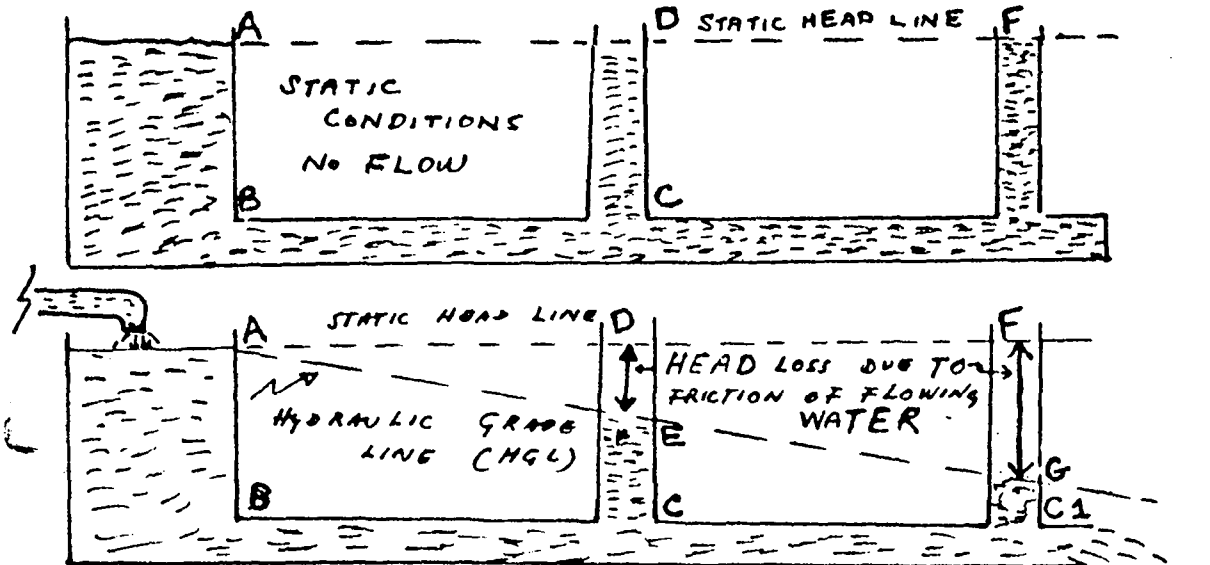 A
D STATIC HEAD LINE F
STATIC
CONDITIONS
NO FLOW
B
C
A STATIC HEAD LINE D F
HEAD LOSS DUE TO
FRICTION OF FLOWING
WATER
HYDRAULIC GRADE
LINE (HGL)
E
G
B
C
C1